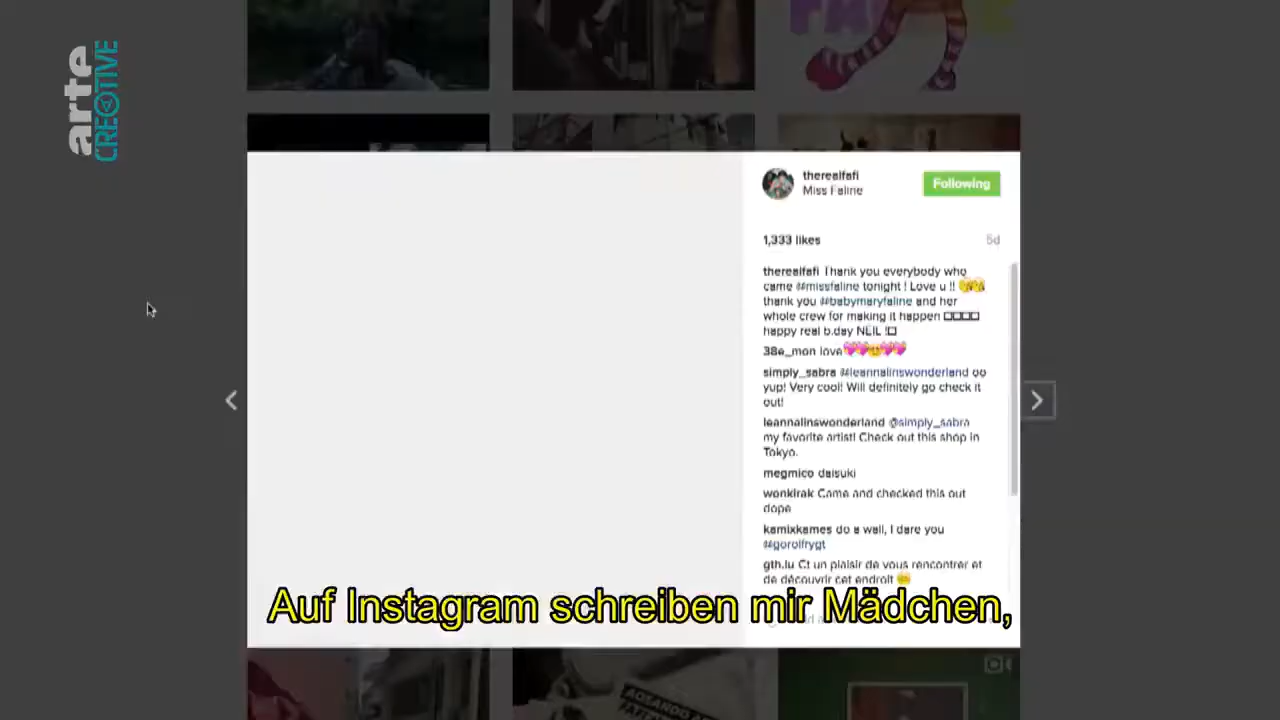 arte
CREATIVE
therealfafi
Miss Faline
Following
1,333 likes
5d
therealfafi Thank you everybody who
came #missfaline tonight ! Love u !!
thank you @babymaryfaline and her
whole crew for making it happen
happy real b.day NEIL !
38e_mon love
simply_sabra @leannalinswonderland oo
yup! Very cool! Will definitely go check it
out!
leannalinswonderland @simply_sabra
my favorite artist! Check out this shop in
Tokyo.
megmico daisuki
wonkirak Came and checked this out
dope
kamixkames do a wall, I dare you
@gorolfrygt
gth.lu Ct un plaisir de vous rencontrer et
de découvrir cet endroit
Auf Instagram schreiben mir Mädchen,